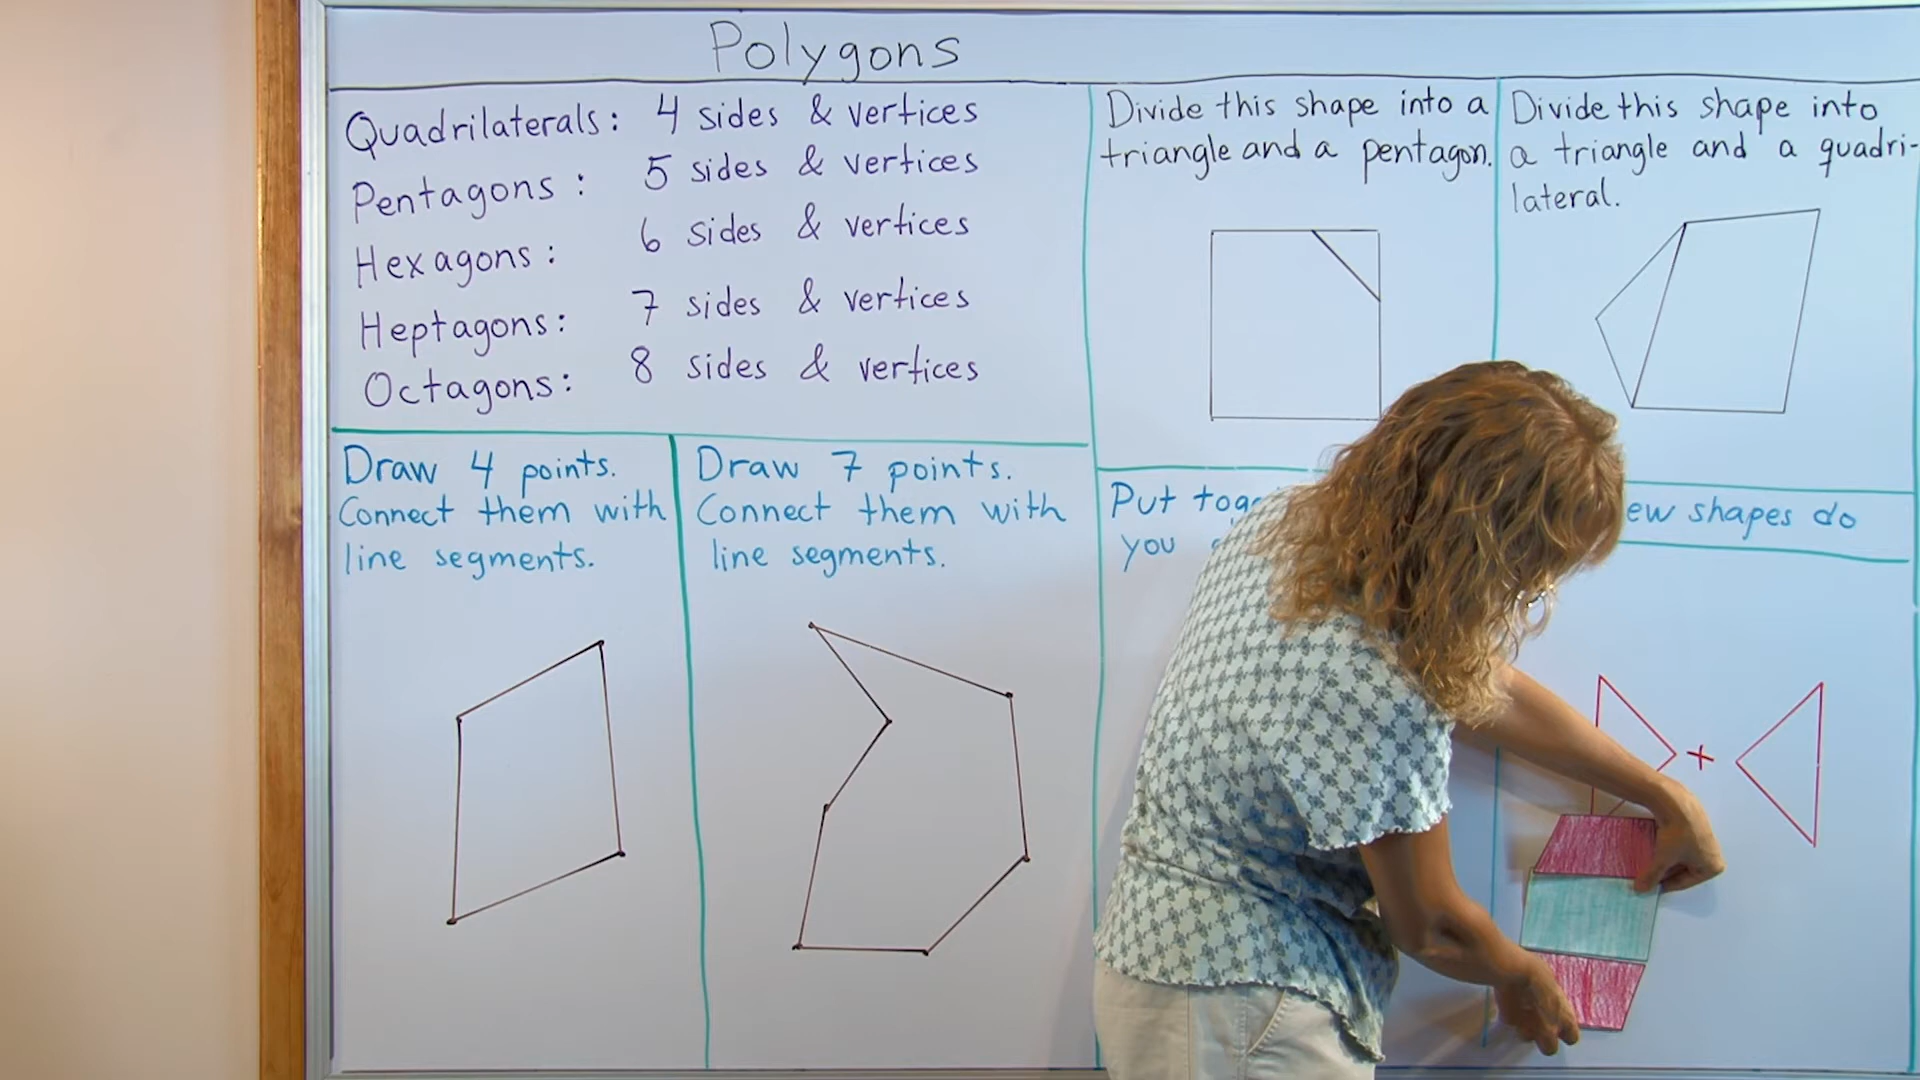 Polygons
Quadrilaterals: 4 sides & vertices
Pentagons: 5 sides & vertices
Hexagons: 6 sides & vertices
Heptagons: 7 sides & vertices
Octagons: 8 sides & vertices
Divide this shape into a
triangle and a pentagon.
Divide this shape into
a triangle and a quadri-
lateral.
Draw 4 points.
Connect them with
line segments.
Draw 7 points.
Connect them with
line segments.
Put shapes do
you
+